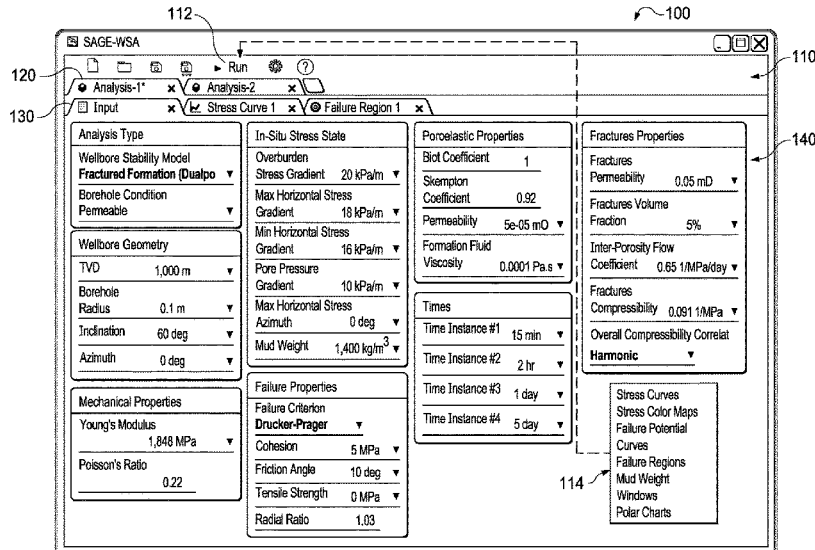 112
100
SAGE-WSA
110
Run
?
120
Analysis-1* x
Analysis-2 x
130
Input x
Stress Curve 1 x
Failure Region 1 x
140
Analysis Type
Wellbore Stability Model
Fractured Formation (Dualpo
Borehole Condition
Permeable
Wellbore Geometry
TVD 1,000 m
Borehole
Radius 0.1 m
Inclination 60 deg
Azimuth 0 deg
Mechanical Properties
Young's Modulus
1,848 MPa
Poisson's Ratio
0.22
In-Situ Stress State
Overburden
Stress Gradient 20 kPa/m
Max Horizontal Stress
Gradient 18 kPa/m
Min Horizontal Stress
Gradient 16 kPa/m
Pore Pressure
Gradient 10 kPa/m
Max Horizontal Stress
Azimuth 0 deg
Mud Weight 1,400 kg/m3
Failure Properties
Failure Criterion
Drucker-Prager
Cohesion 5 MPa
Friction Angle 10 deg
Tensile Strength 0 MPa
Radial Ratio 1.03
Poroelastic Properties
Biot Coefficient 1
Skempton
Coefficient 0.92
Permeability 5e-05 mO
Formation Fluid
Viscosity 0.0001 Pa.s
Times
Time Instance #1 15 min
Time Instance #2 2 hr
Time Instance #3 1 day
Time Instance #4 5 day
Fractures Properties
Fractures
Permeability 0.05 mD
Fractures Volume
Fraction 5%
Inter-Porosity Flow
Coefficient 0.65 1/MPa/day
Fractures
Compressibility 0.091 1/MPa
Overall Compressibility Correlat
Harmonic
114
Stress Curves
Stress Color Maps
Failure Potential
Curves
Failure Regions
Mud Weight
Windows
Polar Charts